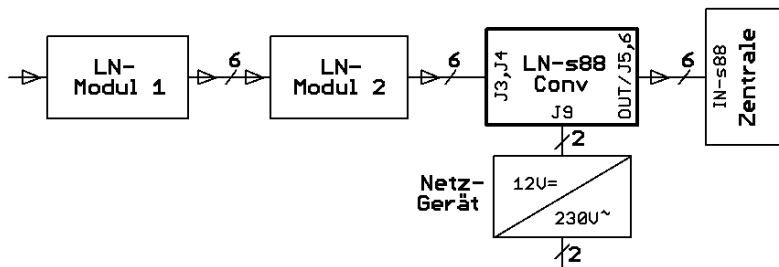 LN-
Modul 1
6
LN-
Modul 2
6
J3,J4
LN-s88
Conv
J9
OUT/J5,6
6
IN-s88
Zentrale
2
Netz-
Gerät
12V=
230V~
2